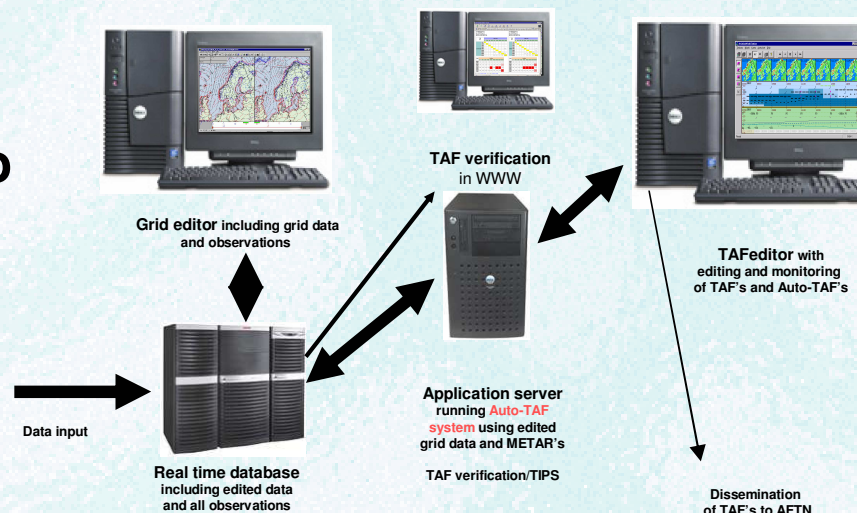 TAF verification
in WWW
Grid editor including grid data
and observations
TAFeditor with
editing and monitoring
of TAF's and Auto-TAF's
Data input
Application server
running Auto-TAF
system using edited
grid data and METAR's
TAF verification/TIPS
Real time database
including edited data
and all observations
Dissemination
of TAF's to AFTN